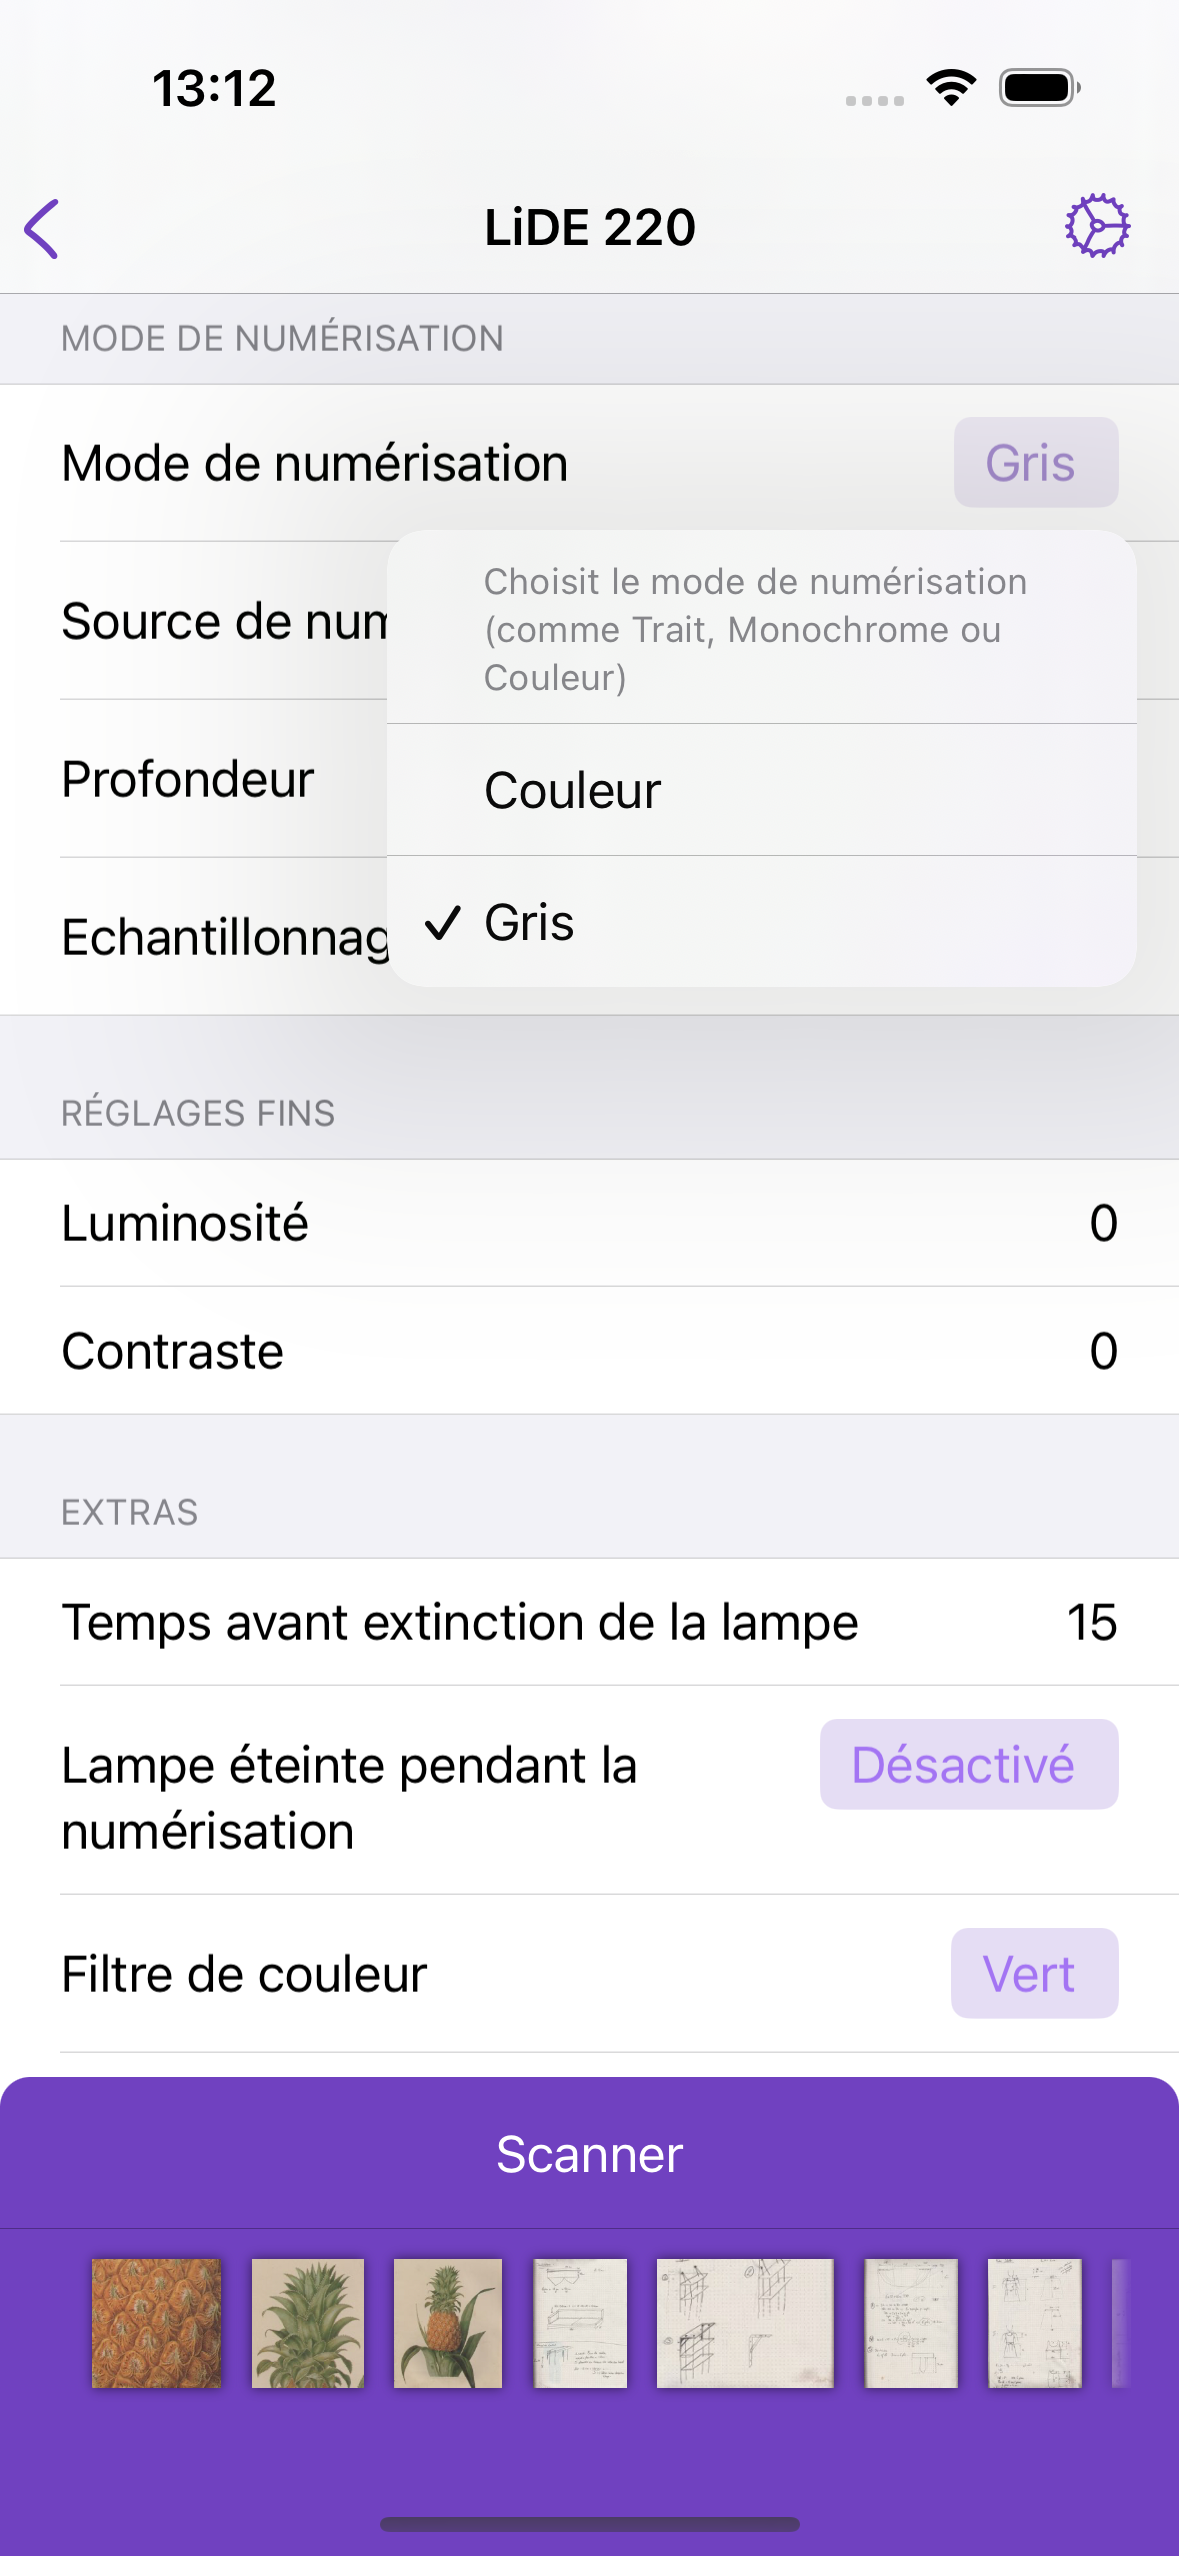 13:12
LiDE 220
MODE DE NUMÉRISATION
Mode de numérisation
Gris
Choisit le mode de numérisation
(comme Trait, Monochrome ou
Couleur)
Couleur
Gris
Source de
Profondeur
RÉGLAGES FINS
Luminosité
0
Contraste
0
EXTRAS
Temps avant extinction de la lampe
15
Lampe éteinte pendant la
numérisation
Désactivé
Filtre de couleur
Vert
Scanner